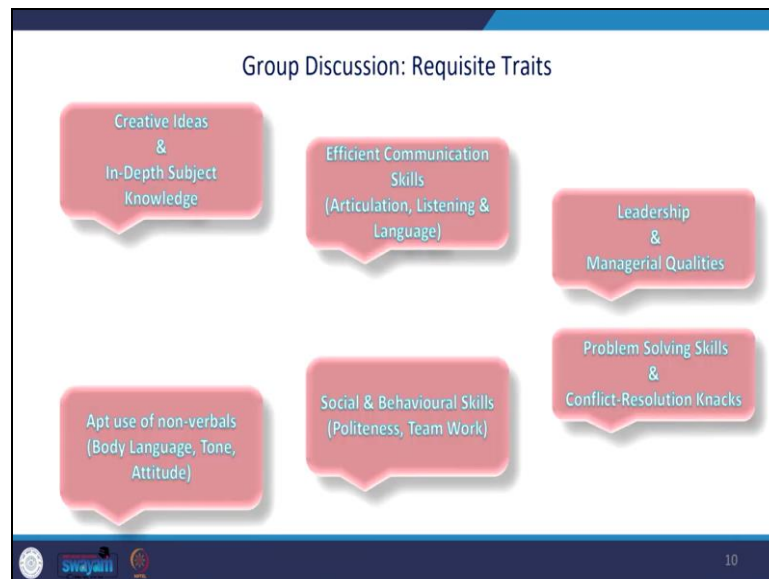 Group Discussion: Requisite Traits
Creative Ideas
&
In-Depth Subject
Knowledge
Efficient Communication
Skills
(Articulation, Listening &
Language)
Leadership
&
Managerial Qualities
Apt use of non-verbals
(Body Language, Tone,
Attitude)
Social & Behavioural Skills
(Politeness, Team Work)
Problem Solving Skills
&
Conflict-Resolution Knacks
swayam
10